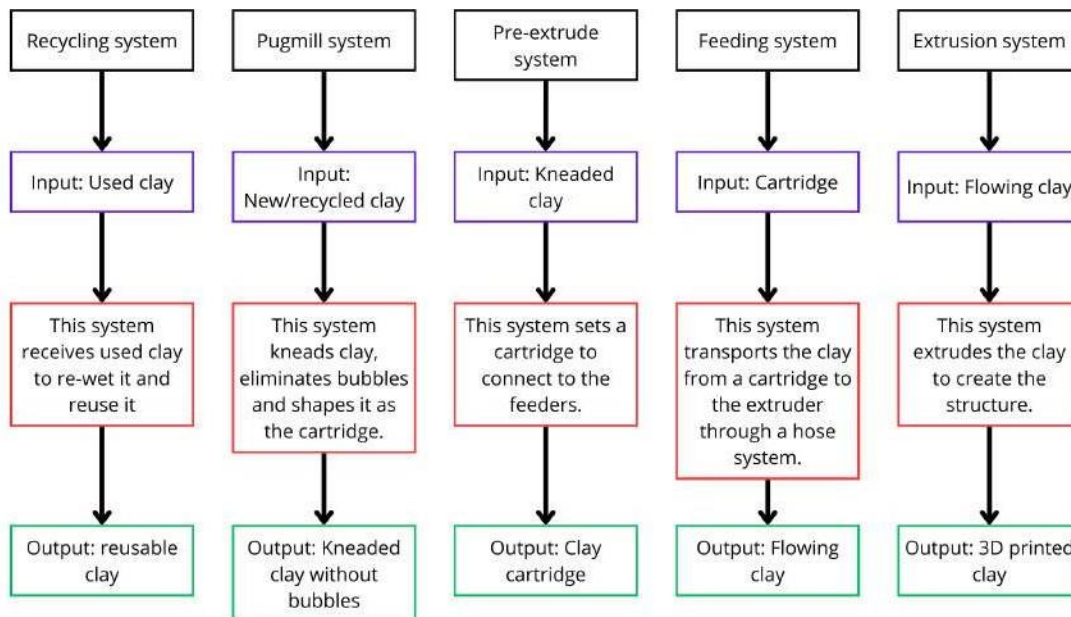 Recycling system
Pugmill system
Pre-extrude
system
Feeding system
Extrusion system
Input: Used clay
Input:
New/recycled clay
Input: Kneaded
clay
Input: Cartridge
Input: Flowing clay
This system
receives used clay
to re-wet it and
reuse it
This system
kneads clay,
eliminates bubbles
and shapes it as
the cartridge.
This system sets a
cartridge to
connect to the
feeders.
This system
transports the clay
from a cartridge to
the extruder
through a hose
system.
This system
extrudes the clay
to create the
structure.
Output: reusable
clay
Output: Kneaded
clay without
bubbles
Output: Clay
cartridge
Output: Flowing
clay
Output: 3D printed
clay